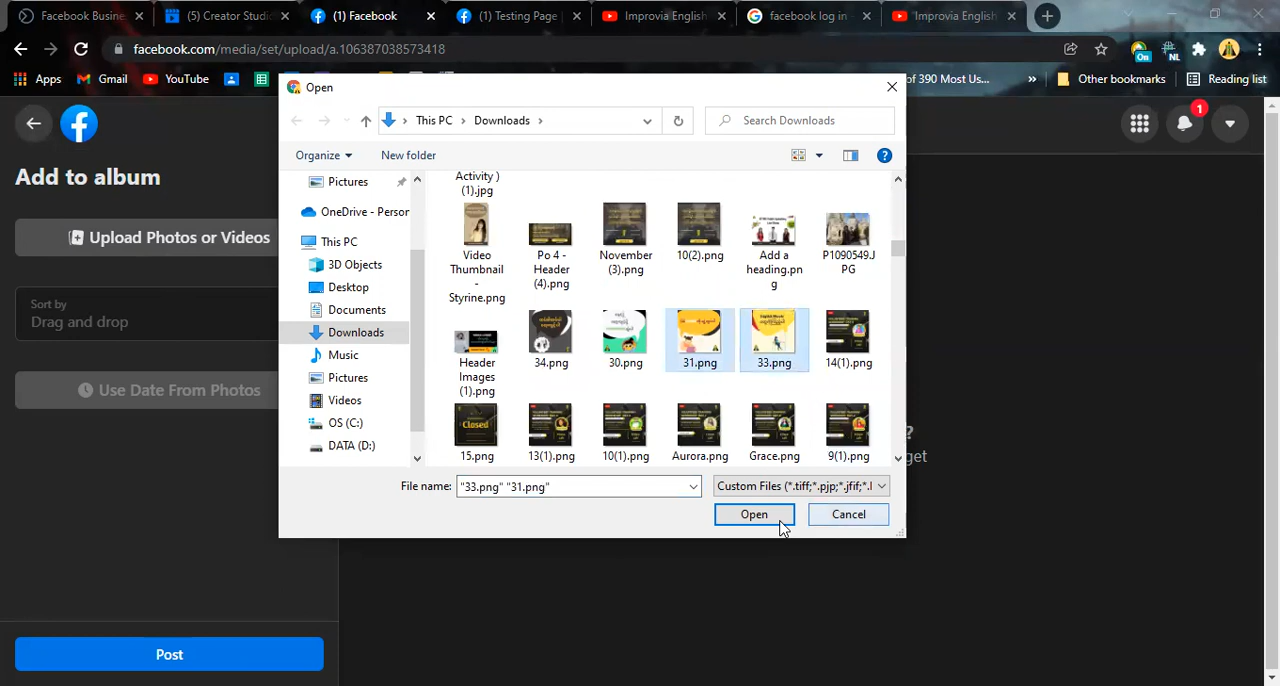 Facebook Busine
(5) Creator Studi
(1) Facebook
(1) Testing Page
Improvia English
facebook log in -
"Improvia English
facebook.com/media/set/upload/a.106387038573418
On
NL
Apps
Gmail
YouTube
of 390 Most Us...
»
Other bookmarks
Reading list
1
Add to album
Upload Photos or Videos
Sort by
Drag and drop
Use Date From Photos
Post
?
get
Open
This PC
Downloads
Search Downloads
Organize
New folder
Pictures
OneDrive - Person
This PC
3D Objects
Desktop
Documents
Downloads
Music
Pictures
Videos
OS (C:)
DATA (D:)
Activity )
(1).jpg
Video
Thumbnail
-
Styrine.png
Po 4 -
Header
(4).png
November
(3).png
10(2).png
Add a
heading.pn
g
P1090549.J
PG
Header
Images
(1).png
34.png
30.png
31.png
33.png
14(1).png
Closed
15.png
13(1).png
10(1).png
Aurora.png
Grace.png
9(1).png
File name:
"33.png" "31.png"
Custom Files (*.tiff;*.pjp;*.jfif;*.l
Open
Cancel